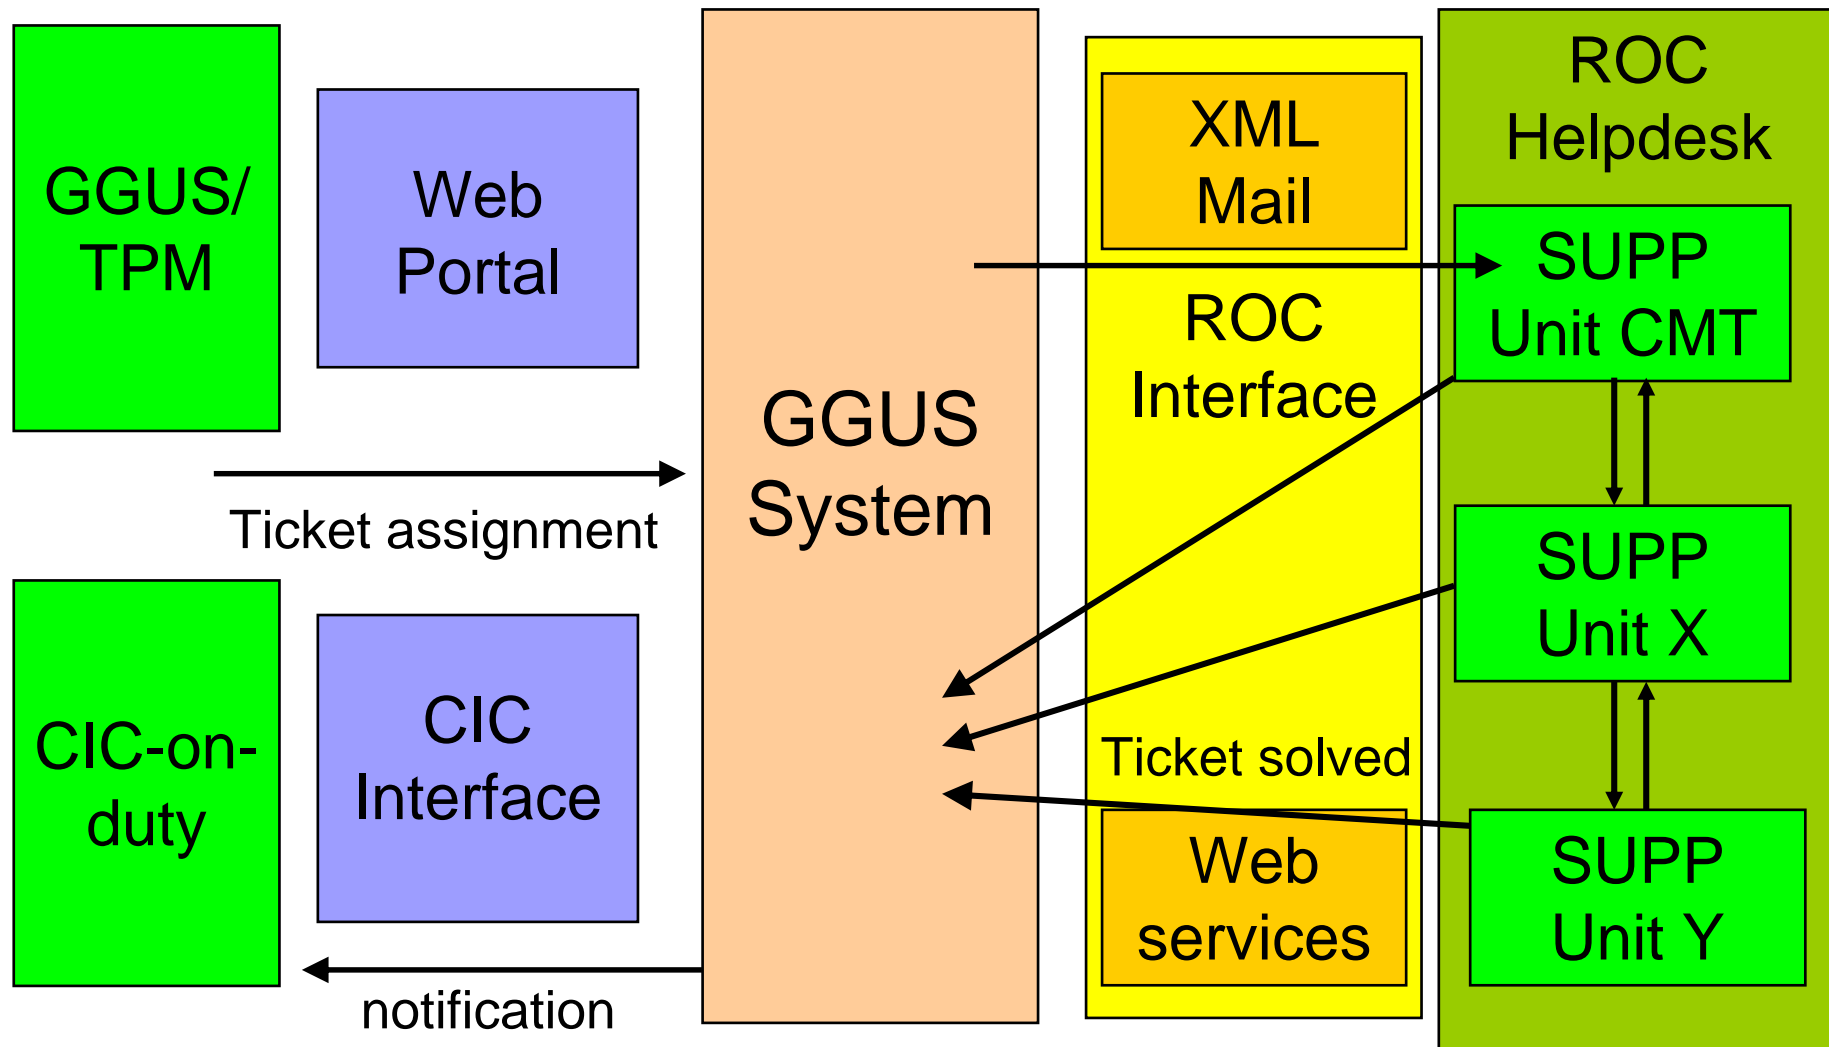 GGUS/
TPM
Web
Portal
Ticket assignment
CIC-on-
duty
CIC
Interface
notification
GGUS
System
XML
Mail
ROC
Interface
Ticket solved
Web
services
ROC
Helpdesk
SUPP
Unit CMT
SUPP
Unit X
SUPP
Unit Y